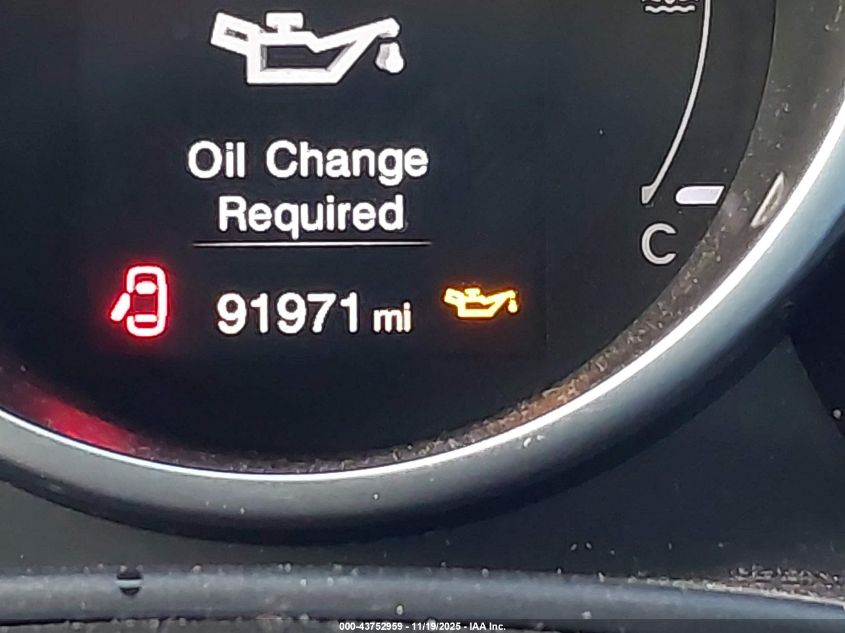 Oil Change
Required
C
91971 mi
000-43752959 - 11/19/2025 - IAA Inc.